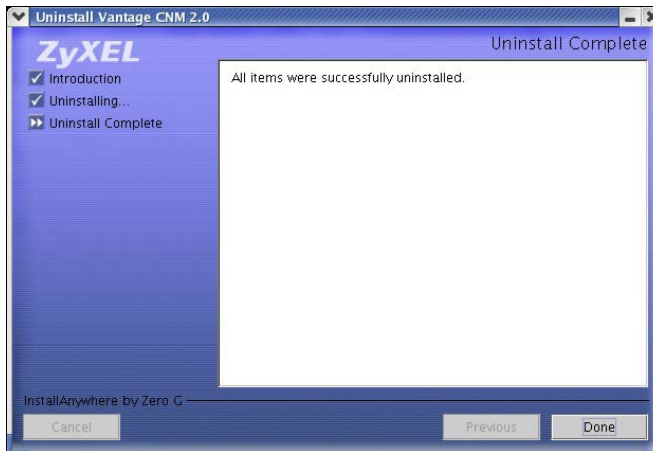 Uninstall Vantage CNM 2.0
ZyXEL
Uninstall Complete
Introduction
Uninstalling...
Uninstall Complete
All items were successfully uninstalled.
InstallAnywhere by Zero G
Cancel
Previous
Done